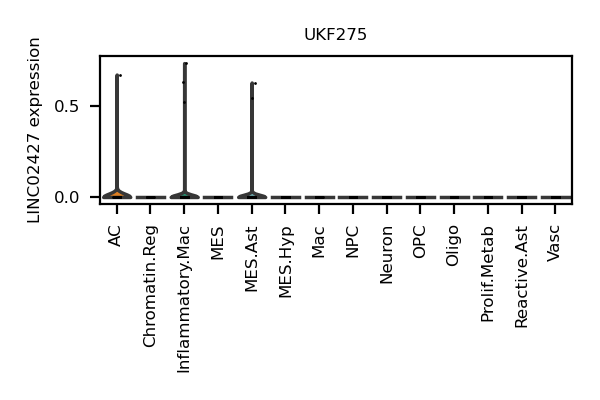 UKF275
LINC02427 expression
0.5
0.0
AC
Chromatin.Reg
Inflammatory.Mac
MES
MES.Ast
MES.Hyp
Mac
NPC
Neuron
OPC
Oligo
Prolif.Metab
Reactive.Ast
Vasc